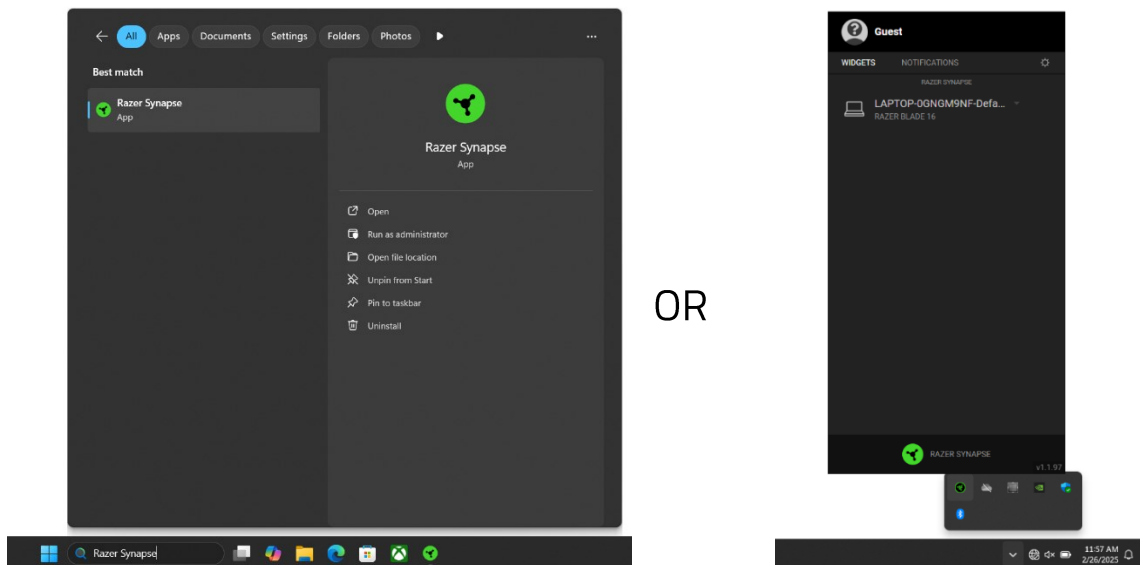 All Apps Documents Settings Folders Photos
Best match
Razer Synapse
App
Razer Synapse
App
Open
Run as administrator
Open file location
Unpin from Start
Pin to taskbar
Uninstall
Razer Synapse
OR
Guest
WIDGETS NOTIFICATIONS
RAZER SYNAPSE
LAPTOP-0GNGM9NF-Defa...
RAZER BLADE 16
RAZER SYNAPSE
v1.1.97
11:57 AM
2/26/2025